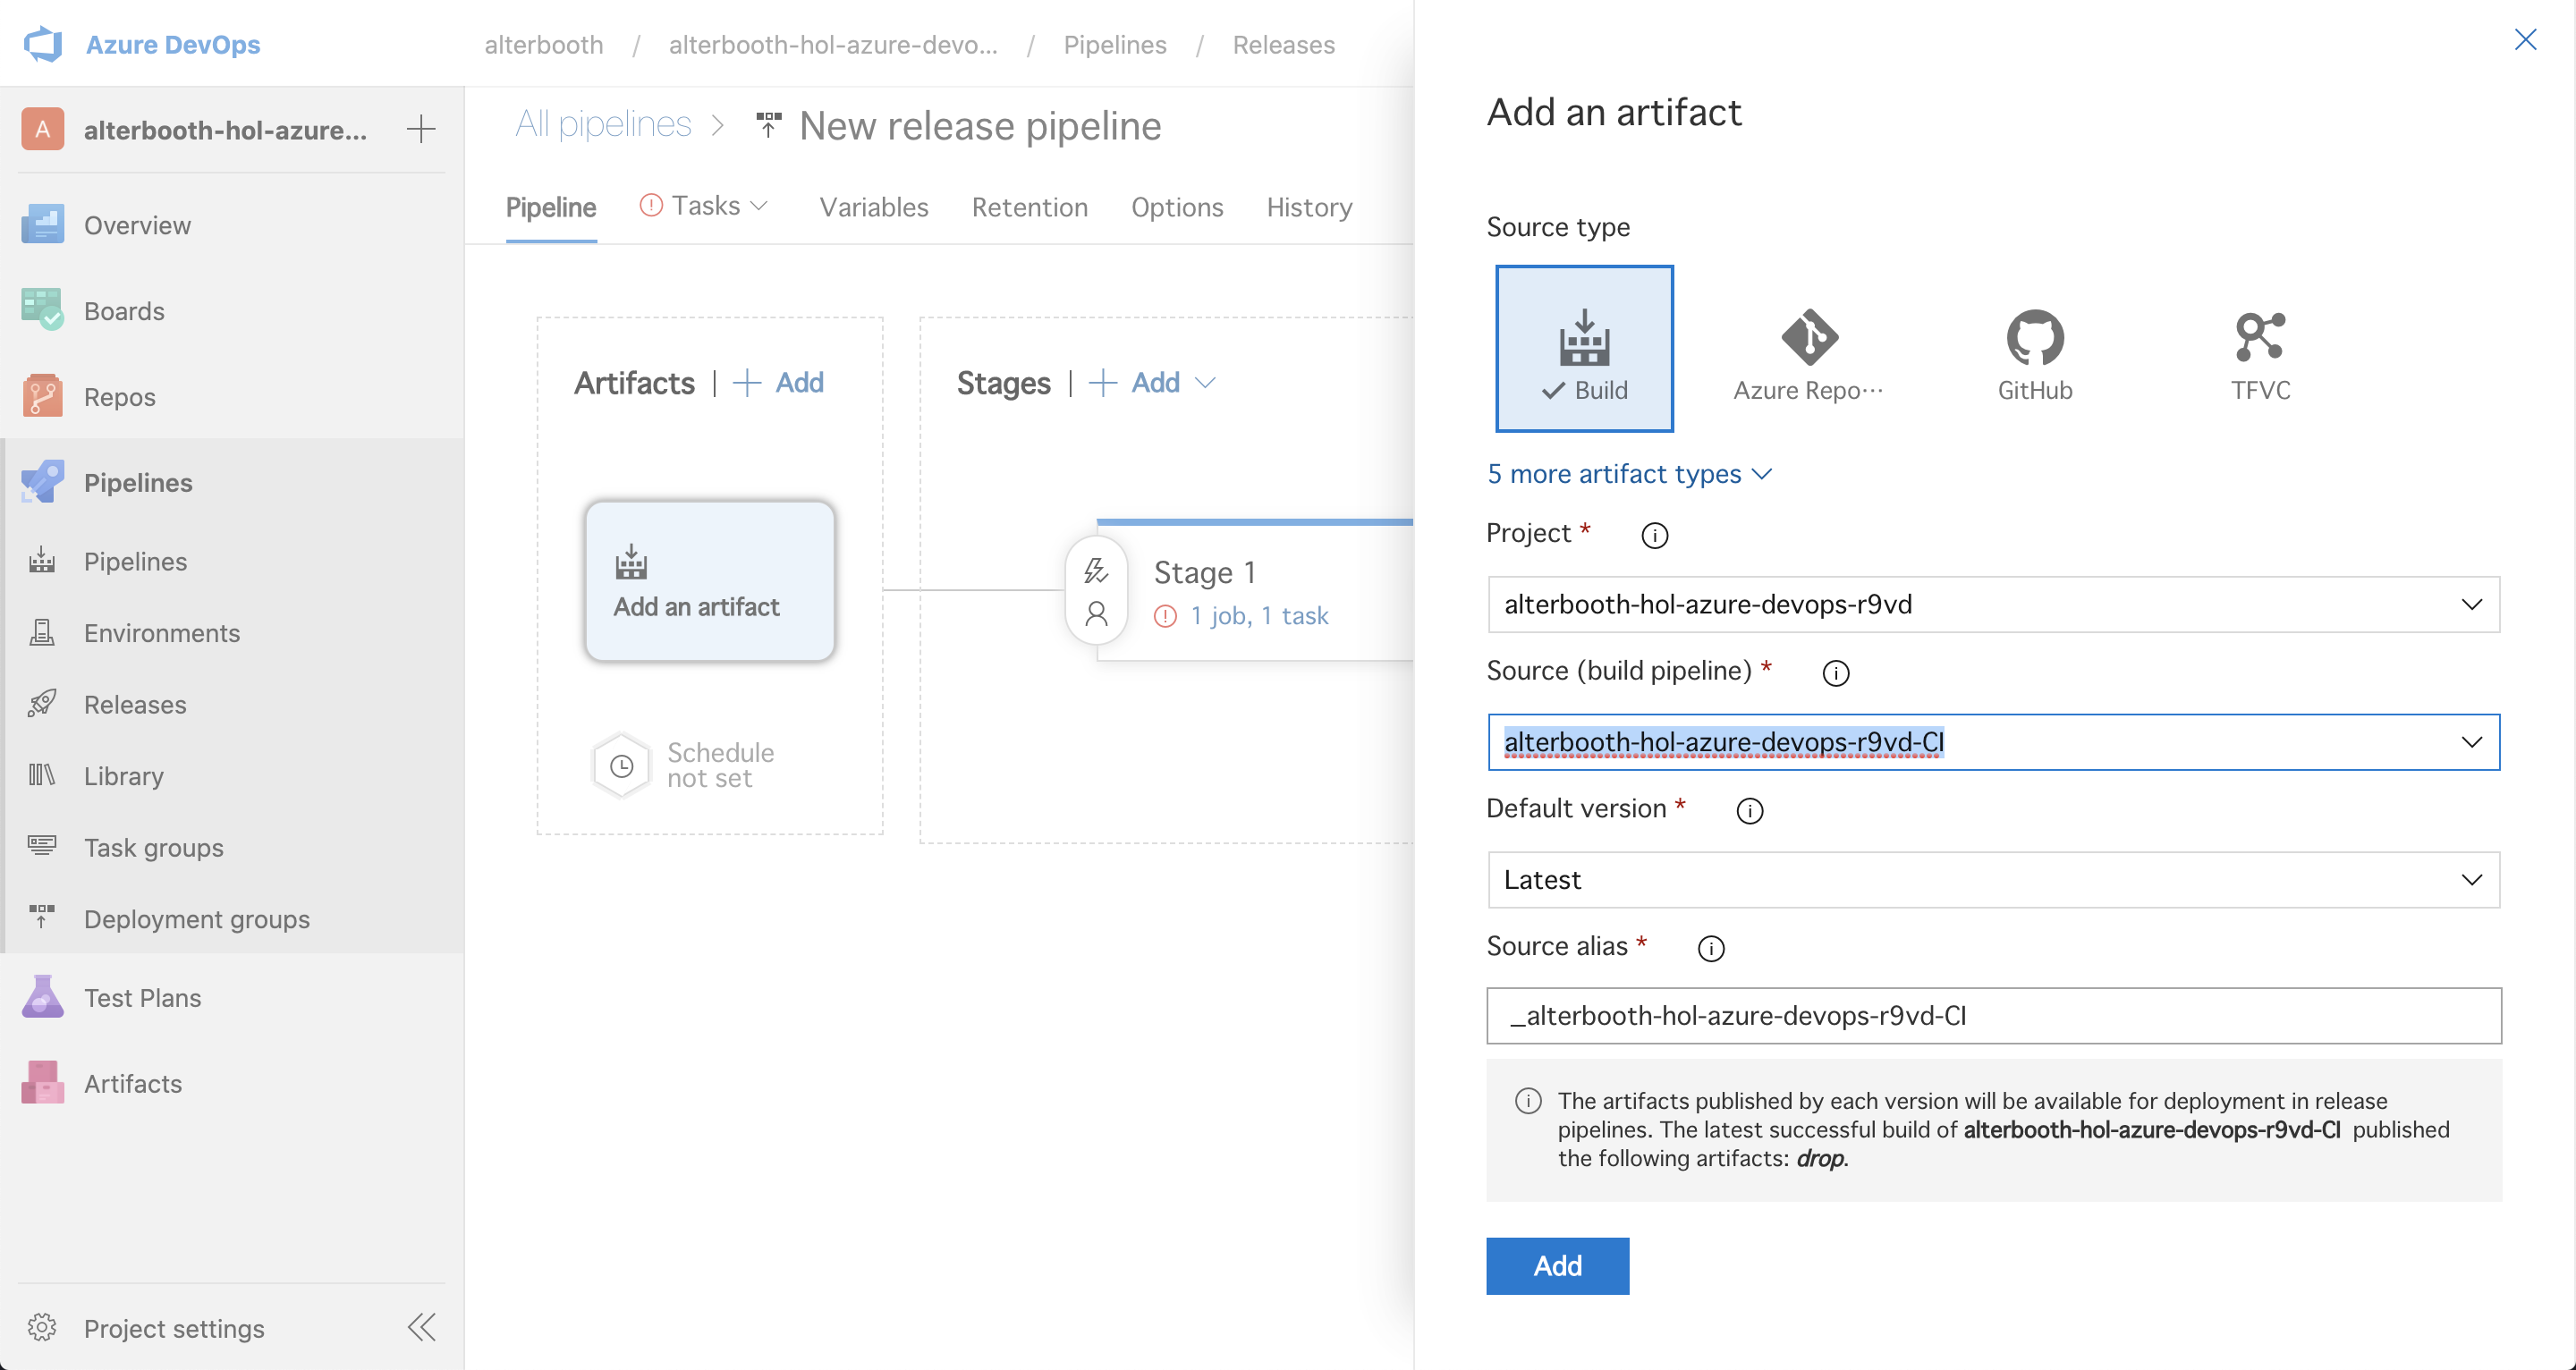 Azure DevOps
alterbooth / alterbooth-hol-azure-devo... / Pipelines / Releases
A alterbooth-hol-azure...
Overview
Boards
Repos
Pipelines
Pipelines
Environments
Releases
Library
Task groups
Deployment groups
Test Plans
Artifacts
Project settings
All pipelines > New release pipeline
Pipeline Tasks Variables Retention Options History
Artifacts | + Add
Add an artifact
Schedule
not set
Stages | + Add
Stage 1
1 job, 1 task
Add an artifact
Source type
Build
Azure Repo···
GitHub
TFVC
5 more artifact types
Project *
alterbooth-hol-azure-devops-r9vd
Source (build pipeline) *
alterbooth-hol-azure-devops-r9vd-CI
Default version *
Latest
Source alias *
_alterbooth-hol-azure-devops-r9vd-CI
The artifacts published by each version will be available for deployment in release
pipelines. The latest successful build of alterbooth-hol-azure-devops-r9vd-CI published
the following artifacts: drop.
Add